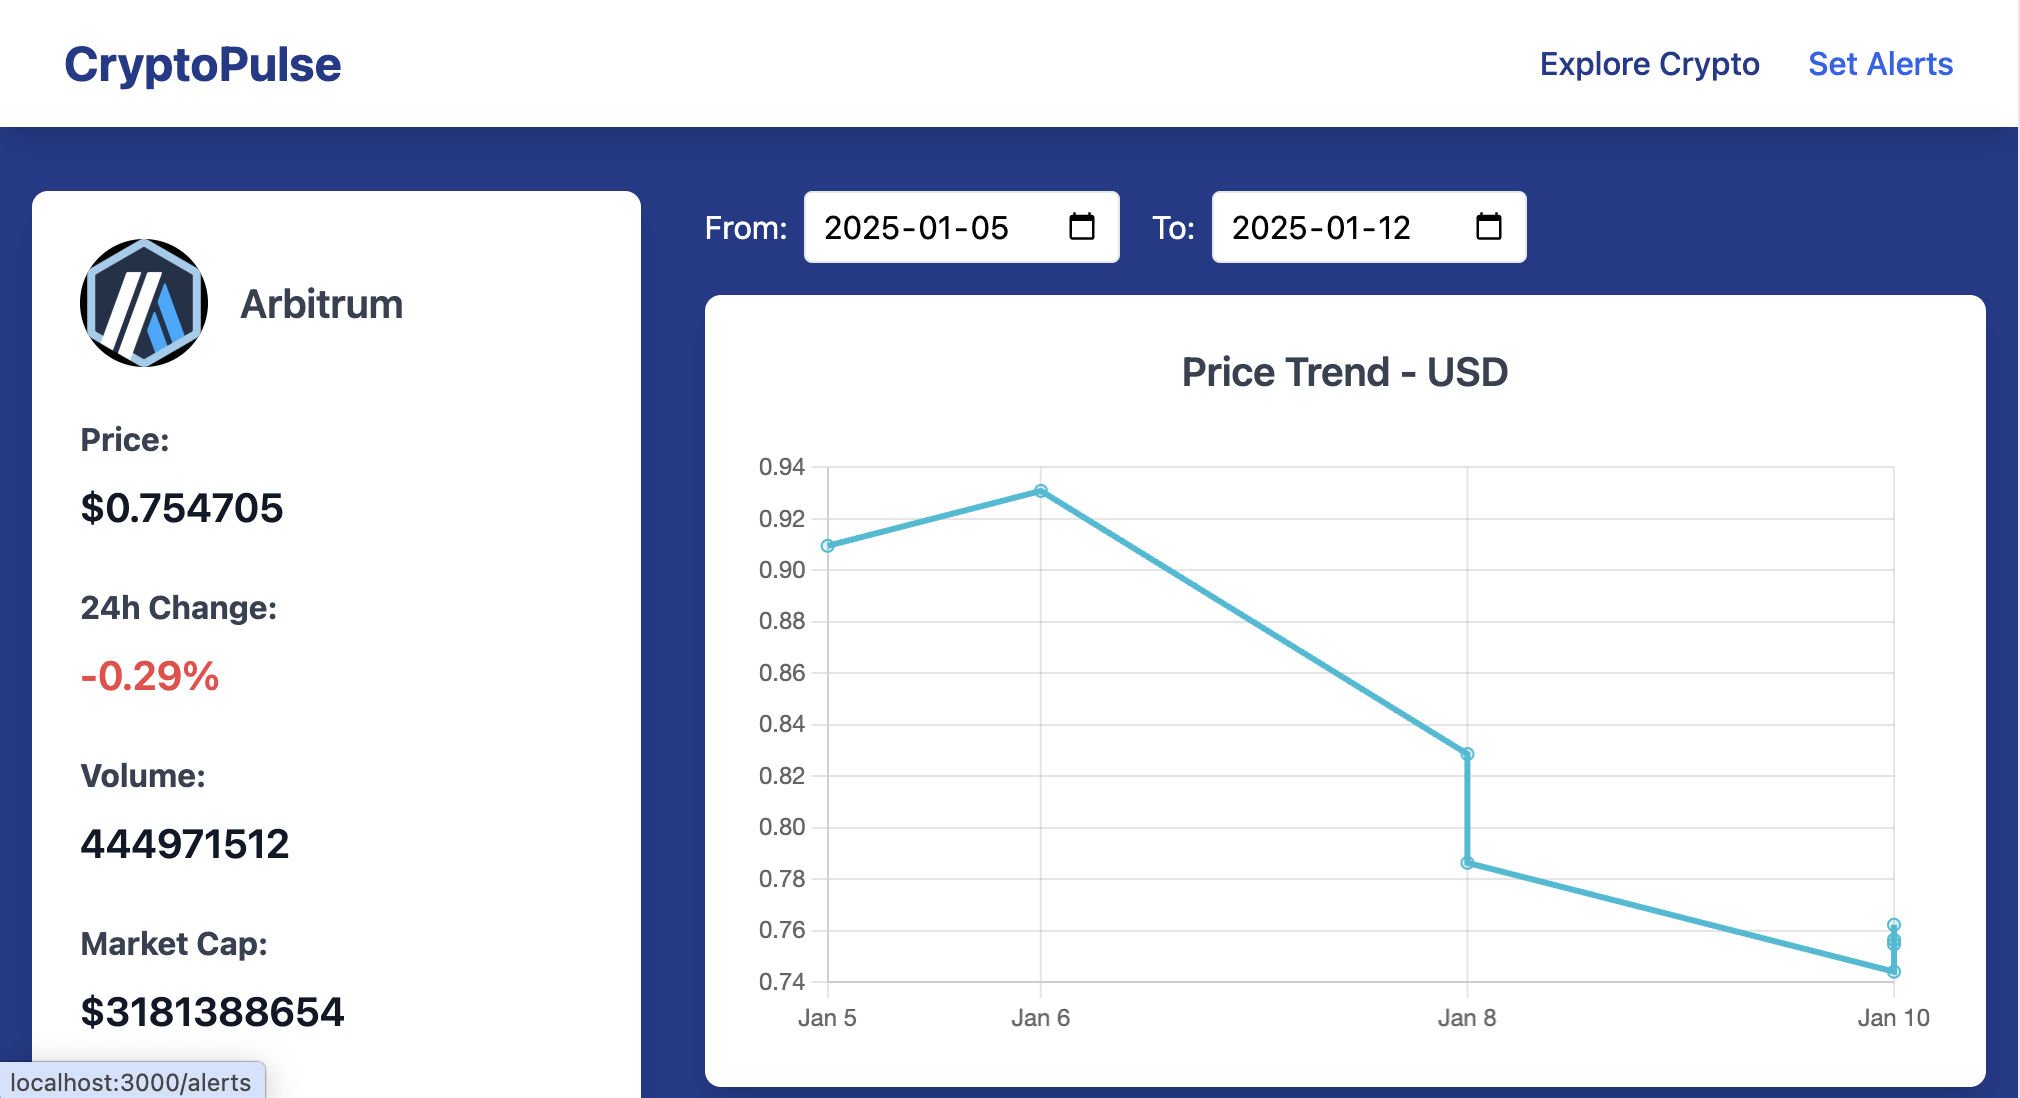 CryptoPulse
Explore Crypto
Set Alerts
Arbitrum
Price:
$0.754705
24h Change:
-0.29%
Volume:
444971512
Market Cap:
$3181388654
From: 2025-01-05 To: 2025-01-12
Price Trend - USD
0.94
0.92
0.90
0.88
0.86
0.84
0.82
0.80
0.78
0.76
0.74
Jan 5 Jan 6 Jan 8 Jan 10
localhost:3000/alerts